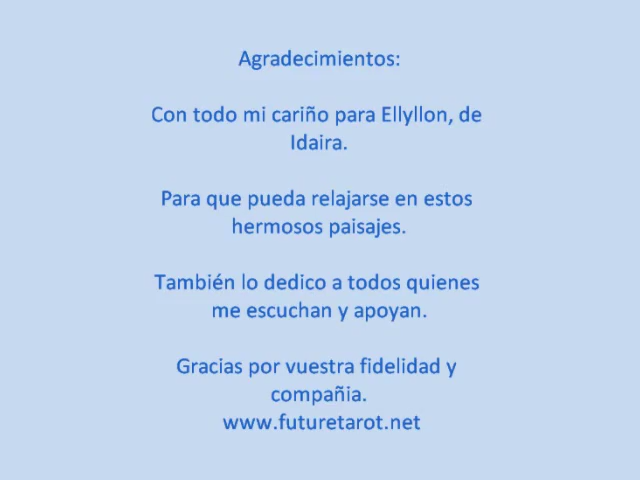 Agradecimientos:
Con todo mi cariño para Ellyllon, de
Idaira.
Para que pueda relajarse en estos
hermosos paisajes.
También lo dedico a todos quienes
me escuchan y apoyan.
Gracias por vuestra fidelidad y
compañia.
www.futuretarot.net